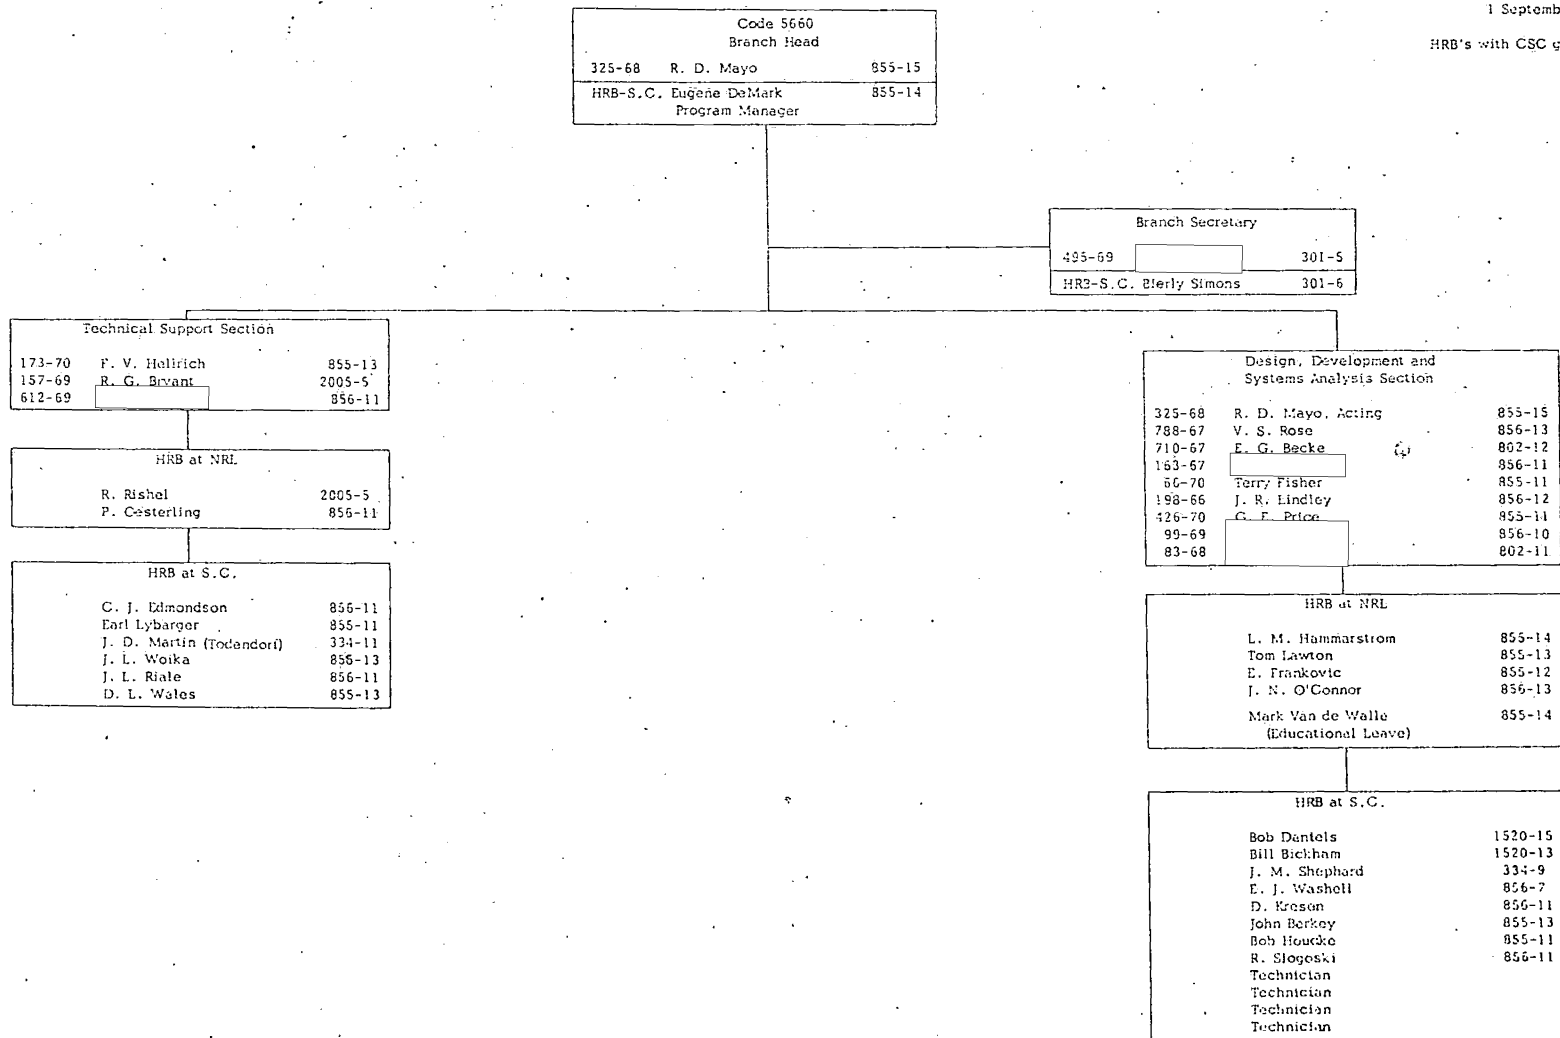 1 Septemb
HRB's with CSC g
Code 5660
Branch Head
325-68 R. D. Mayo 855-15
HRB-S.C. Eugene DeMark 855-14
Program Manager
Branch Secretary
495-69 301-5
HRB-S.C. Bierly Simons 301-6
Technical Support Section
173-70 F. V. Hellrich 855-13
157-69 R. G. Bryant 2005-5
612-69 856-11
HRB at NRL
R. Rishel 2005-5
P. Oesterling 856-11
HRB at S.C.
C. J. Edmondson 856-11
Earl Lybarger 855-11
J. D. Martin (Todendorf) 334-11
J. L. Woika 856-13
J. L. Riale 856-11
D. L. Wales 855-13
Design, Development and
Systems Analysis Section
325-68 R. D. Mayo, Acting 855-15
788-67 V. S. Rose 856-13
710-67 E. G. Becke 802-12
163-67 856-11
66-70 Terry Fisher 855-11
198-66 J. R. Lindley 856-12
426-70 G. E. Price 855-11
99-69 856-10
83-68 802-11
HRB at NRL
L. M. Hammarstrom 855-14
Tom Lawton 855-13
E. Frankovic 855-12
J. N. O'Connor 856-13
Mark Van de Walle 855-14
(Educational Leave)
HRB at S.C.
Bob Daniels 1520-15
Bill Bickham 1520-13
J. M. Shephard 334-9
E. J. Washell 856-7
D. Kresen 856-11
John Berkey 855-13
Bob Houcke 855-11
R. Slogoski 856-11
Technician
Technician
Technician
Technician